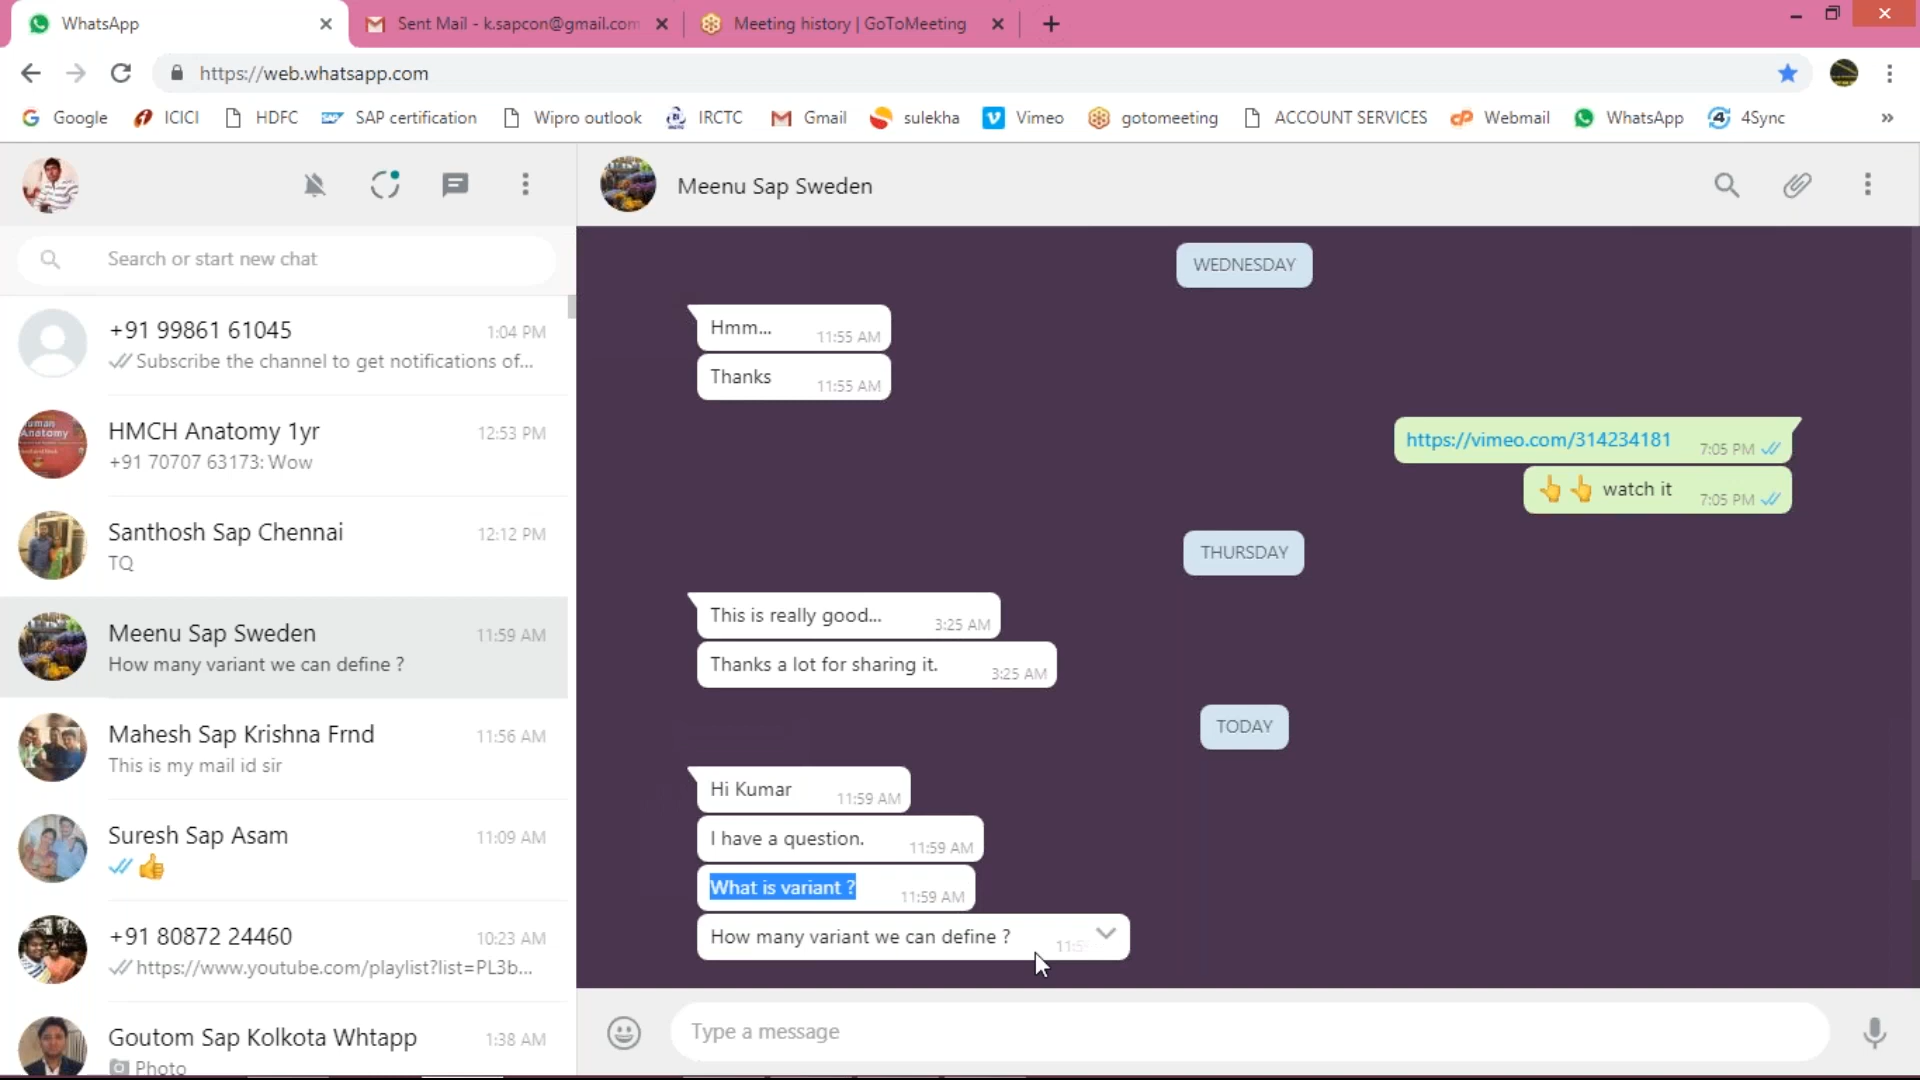 WhatsApp
Sent Mail - k.sapcon@gmail.com
Meeting history | GoToMeeting
https://web.whatsapp.com
Google
ICICI
HDFC
SAP certification
Wipro outlook
IRCTC
Gmail
sulekha
Vimeo
gotomeeting
ACCOUNT SERVICES
Webmail
WhatsApp
4Sync
»
Search or start new chat
+91 99861 61045 1:04 PM
Subscribe the channel to get notifications of...
HMCH Anatomy 1yr 12:53 PM
+91 70707 63173: Wow
Santhosh Sap Chennai 12:12 PM
TQ
Meenu Sap Sweden 11:59 AM
How many variant we can define ?
Mahesh Sap Krishna Frnd 11:56 AM
This is my mail id sir
Suresh Sap Asam 11:09 AM
👍
+91 80872 24460 10:23 AM
https://www.youtube.com/playlist?list=PL3b...
Goutom Sap Kolkota Whtapp 1:38 AM
Photo
Meenu Sap Sweden
WEDNESDAY
Hmm... 11:55 AM
Thanks 11:55 AM
https://vimeo.com/314234181 7:05 PM
👆 👆 watch it 7:05 PM
THURSDAY
This is really good... 3:25 AM
Thanks a lot for sharing it. 3:25 AM
TODAY
Hi Kumar 11:59 AM
I have a question. 11:59 AM
What is variant ? 11:59 AM
How many variant we can define ?
Type a message